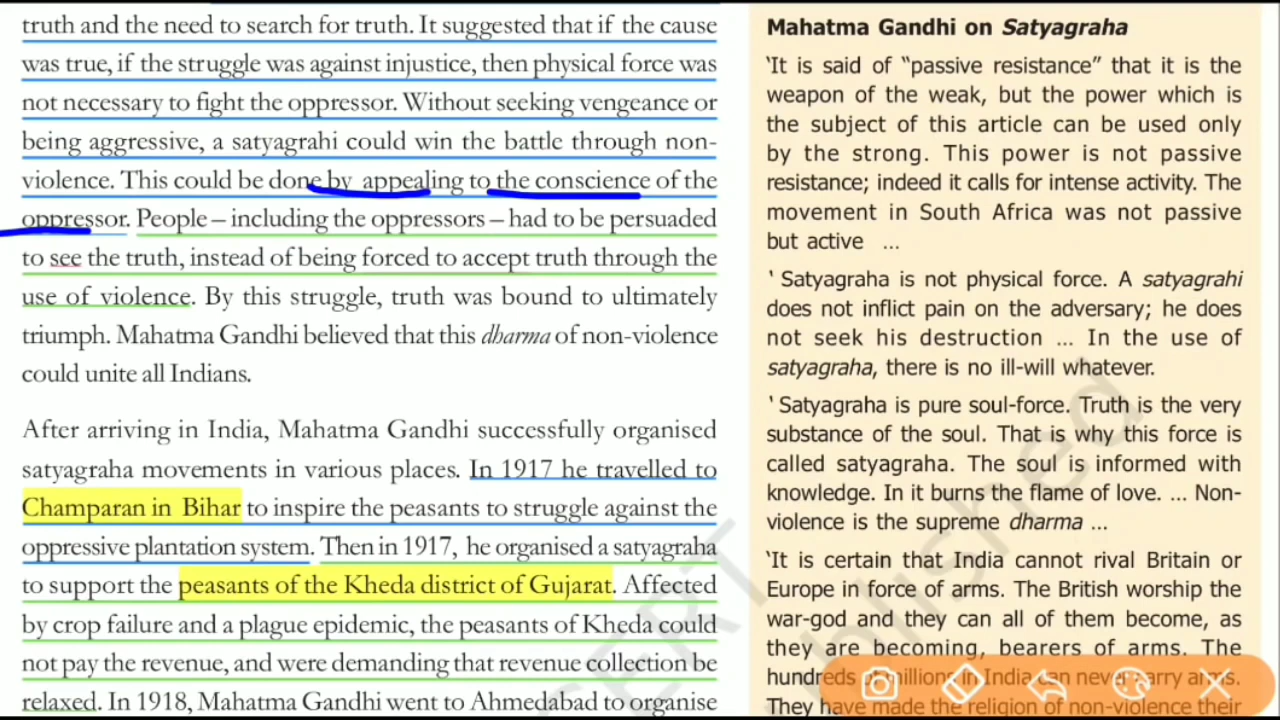 truth and the need to search for truth. It suggested that if the cause
was true, if the struggle was against injustice, then physical force was
not necessary to fight the oppressor. Without seeking vengeance or
being aggressive, a satyagrahi could win the battle through non-
violence. This could be done by appealing to the conscience of the
oppressor. People – including the oppressors – had to be persuaded
to see the truth, instead of being forced to accept truth through the
use of violence. By this struggle, truth was bound to ultimately
triumph. Mahatma Gandhi believed that this dharma of non-violence
could unite all Indians.
After arriving in India, Mahatma Gandhi successfully organised
satyagraha movements in various places. In 1917 he travelled to
Champaran in Bihar to inspire the peasants to struggle against the
oppressive plantation system. Then in 1917, he organised a satyagraha
to support the peasants of the Kheda district of Gujarat. Affected
by crop failure and a plague epidemic, the peasants of Kheda could
not pay the revenue, and were demanding that revenue collection be
relaxed. In 1918, Mahatma Gandhi went to Ahmedabad to organise
Mahatma Gandhi on Satyagraha
‘It is said of “passive resistance” that it is the
weapon of the weak, but the power which is
the subject of this article can be used only
by the strong. This power is not passive
resistance; indeed it calls for intense activity. The
movement in South Africa was not passive
but active ...
‘ Satyagraha is not physical force. A satyagrahi
does not inflict pain on the adversary; he does
not seek his destruction ... In the use of
satyagraha, there is no ill-will whatever.
‘ Satyagraha is pure soul-force. Truth is the very
substance of the soul. That is why this force is
called satyagraha. The soul is informed with
knowledge. In it burns the flame of love. ... Non-
violence is the supreme dharma ...
‘It is certain that India cannot rival Britain or
Europe in force of arms. The British worship the
war-god and they can all of them become, as
they are becoming, bearers of arms. The
hundreds of millions in India can never carry arms.
They have made the religion of non-violence their